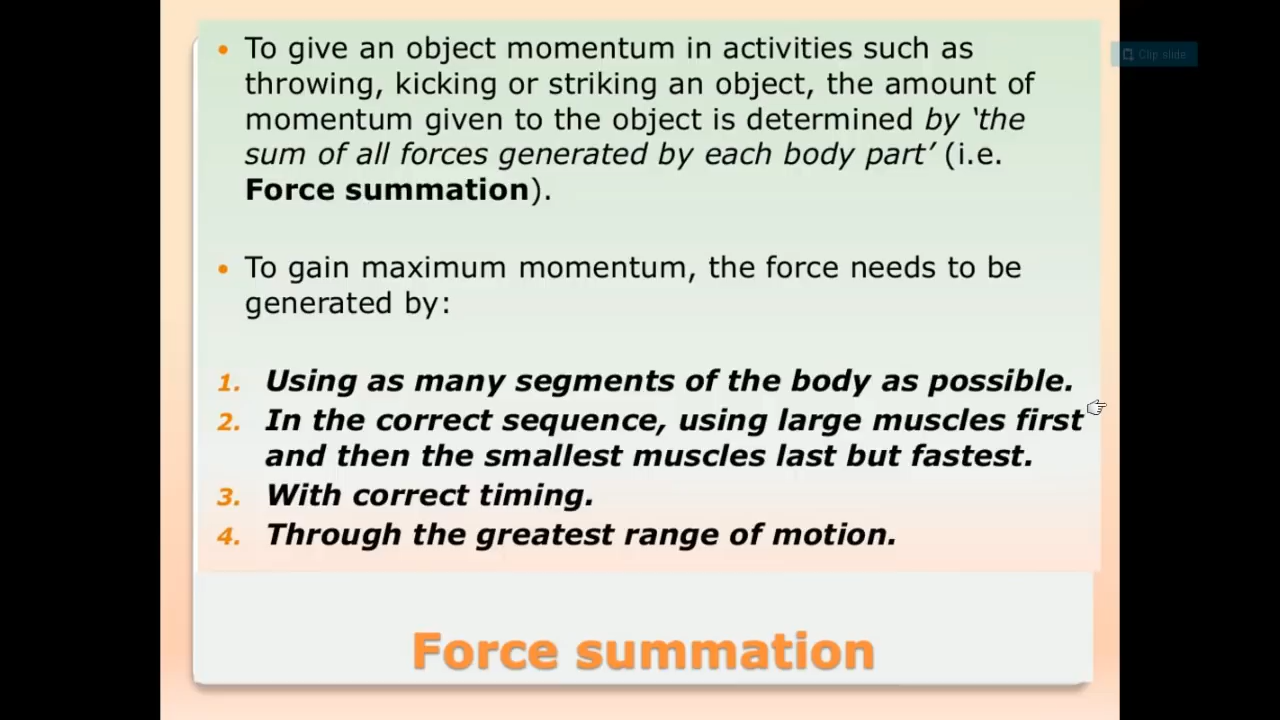 • To give an object momentum in activities such as
throwing, kicking or striking an object, the amount of
momentum given to the object is determined by ‘the
sum of all forces generated by each body part’ (i.e.
Force summation).
• To gain maximum momentum, the force needs to be
generated by:
1. Using as many segments of the body as possible.
2. In the correct sequence, using large muscles first
and then the smallest muscles last but fastest.
3. With correct timing.
4. Through the greatest range of motion.
Force summation
Clip slide